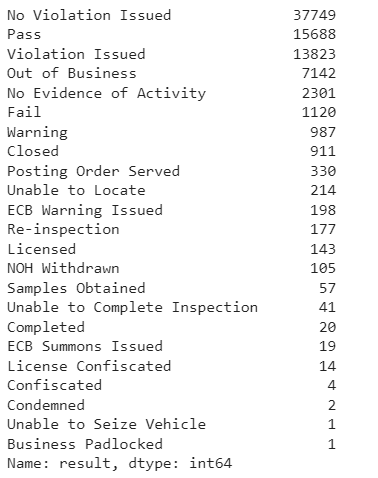 No Violation Issued 37749
Pass 15688
Violation Issued 13823
Out of Business 7142
No Evidence of Activity 2301
Fail 1120
Warning 987
Closed 911
Posting Order Served 330
Unable to Locate 214
ECB Warning Issued 198
Re-inspection 177
Licensed 143
NOH Withdrawn 105
Samples Obtained 57
Unable to Complete Inspection 41
Completed 20
ECB Summons Issued 19
License Confiscated 14
Confiscated 4
Condemned 2
Unable to Seize Vehicle 1
Business Padlocked 1
Name: result, dtype: int64